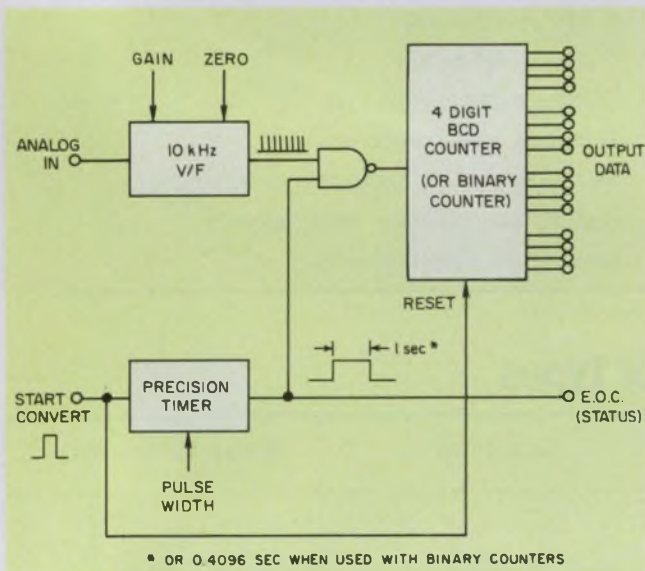 GAIN ZERO
ANALOG
IN
10 kHz
V/F
4 DIGIT
BCD
COUNTER
(OR BINARY
COUNTER)
OUTPUT
DATA
RESET
1 sec *
START
CONVERT
PRECISION
TIMER
E.O.C.
(STATUS)
PULSE
WIDTH
* OR 0.4096 SEC WHEN USED WITH BINARY COUNTERS